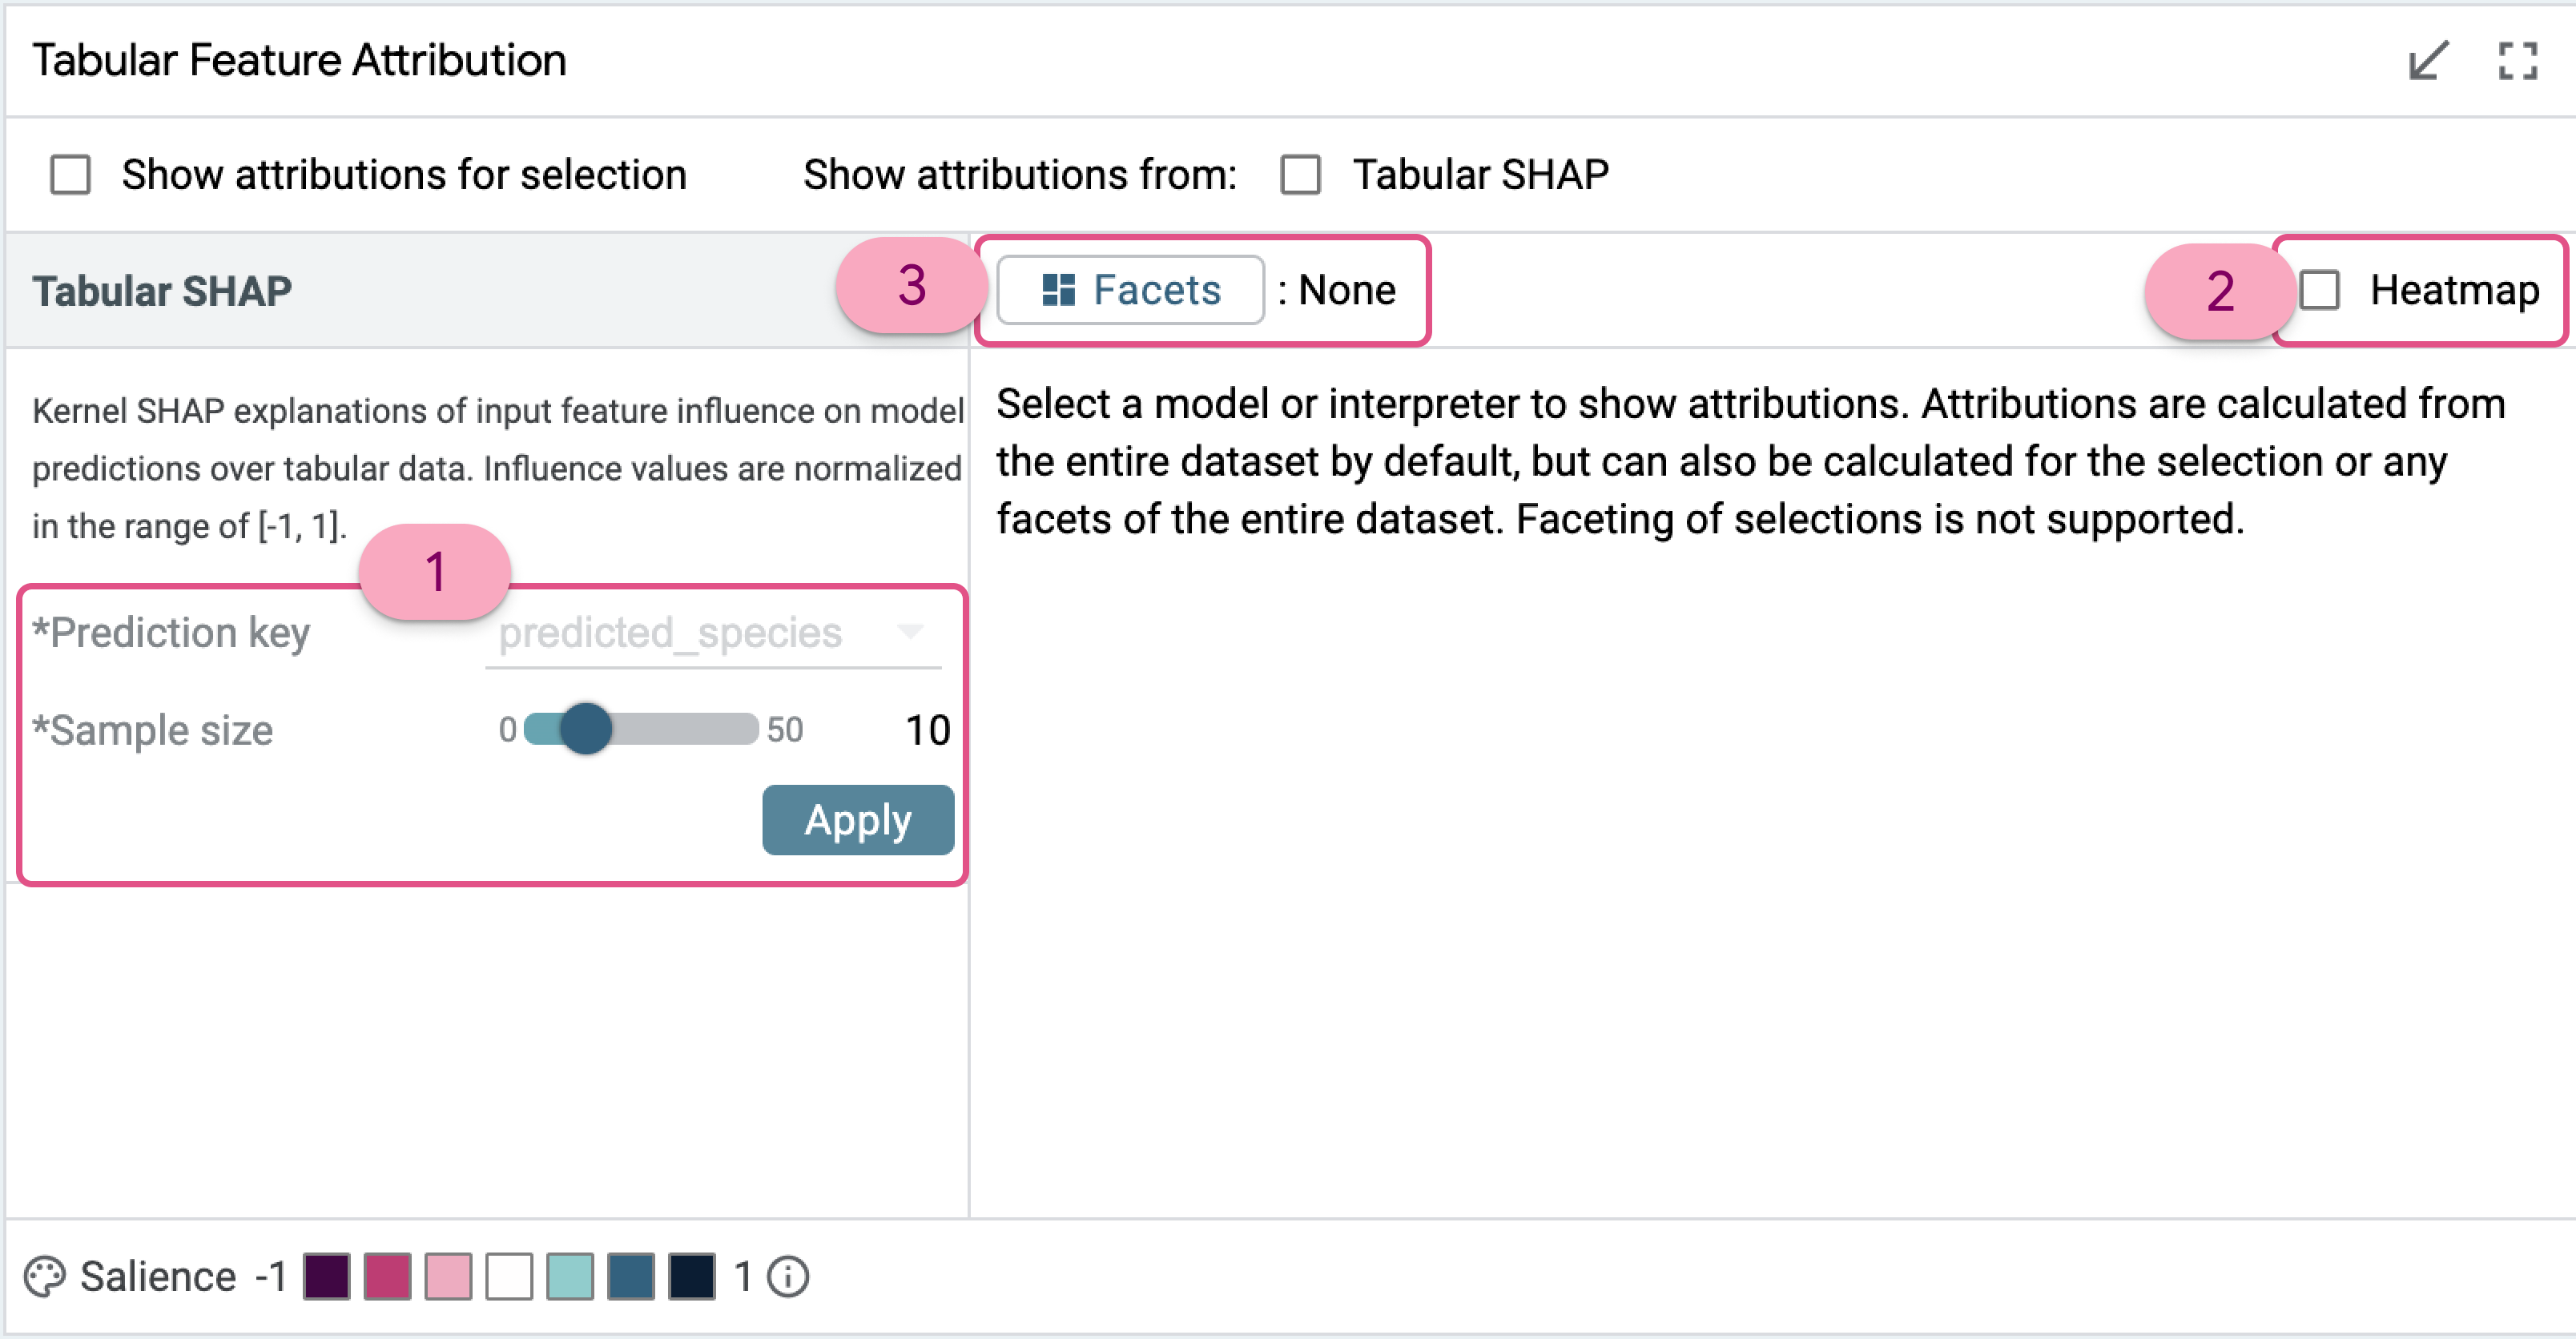 Tabular Feature Attribution
Show attributions for selection Show attributions from: Tabular SHAP
Tabular SHAP 3 Facets : None 2 Heatmap
Kernel SHAP explanations of input feature influence on model
predictions over tabular data. Influence values are normalized
in the range of [-1, 1].
Select a model or interpreter to show attributions. Attributions are calculated from
the entire dataset by default, but can also be calculated for the selection or any
facets of the entire dataset. Faceting of selections is not supported.
1
*Prediction key predicted_species
*Sample size 0 50 10
Apply
Salience -1 1